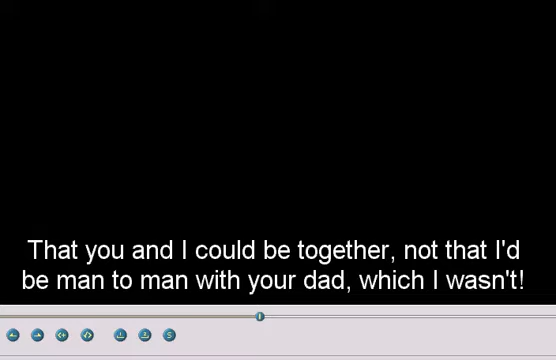 That you and I could be together, not that I'd
be man to man with your dad, which I wasn't!